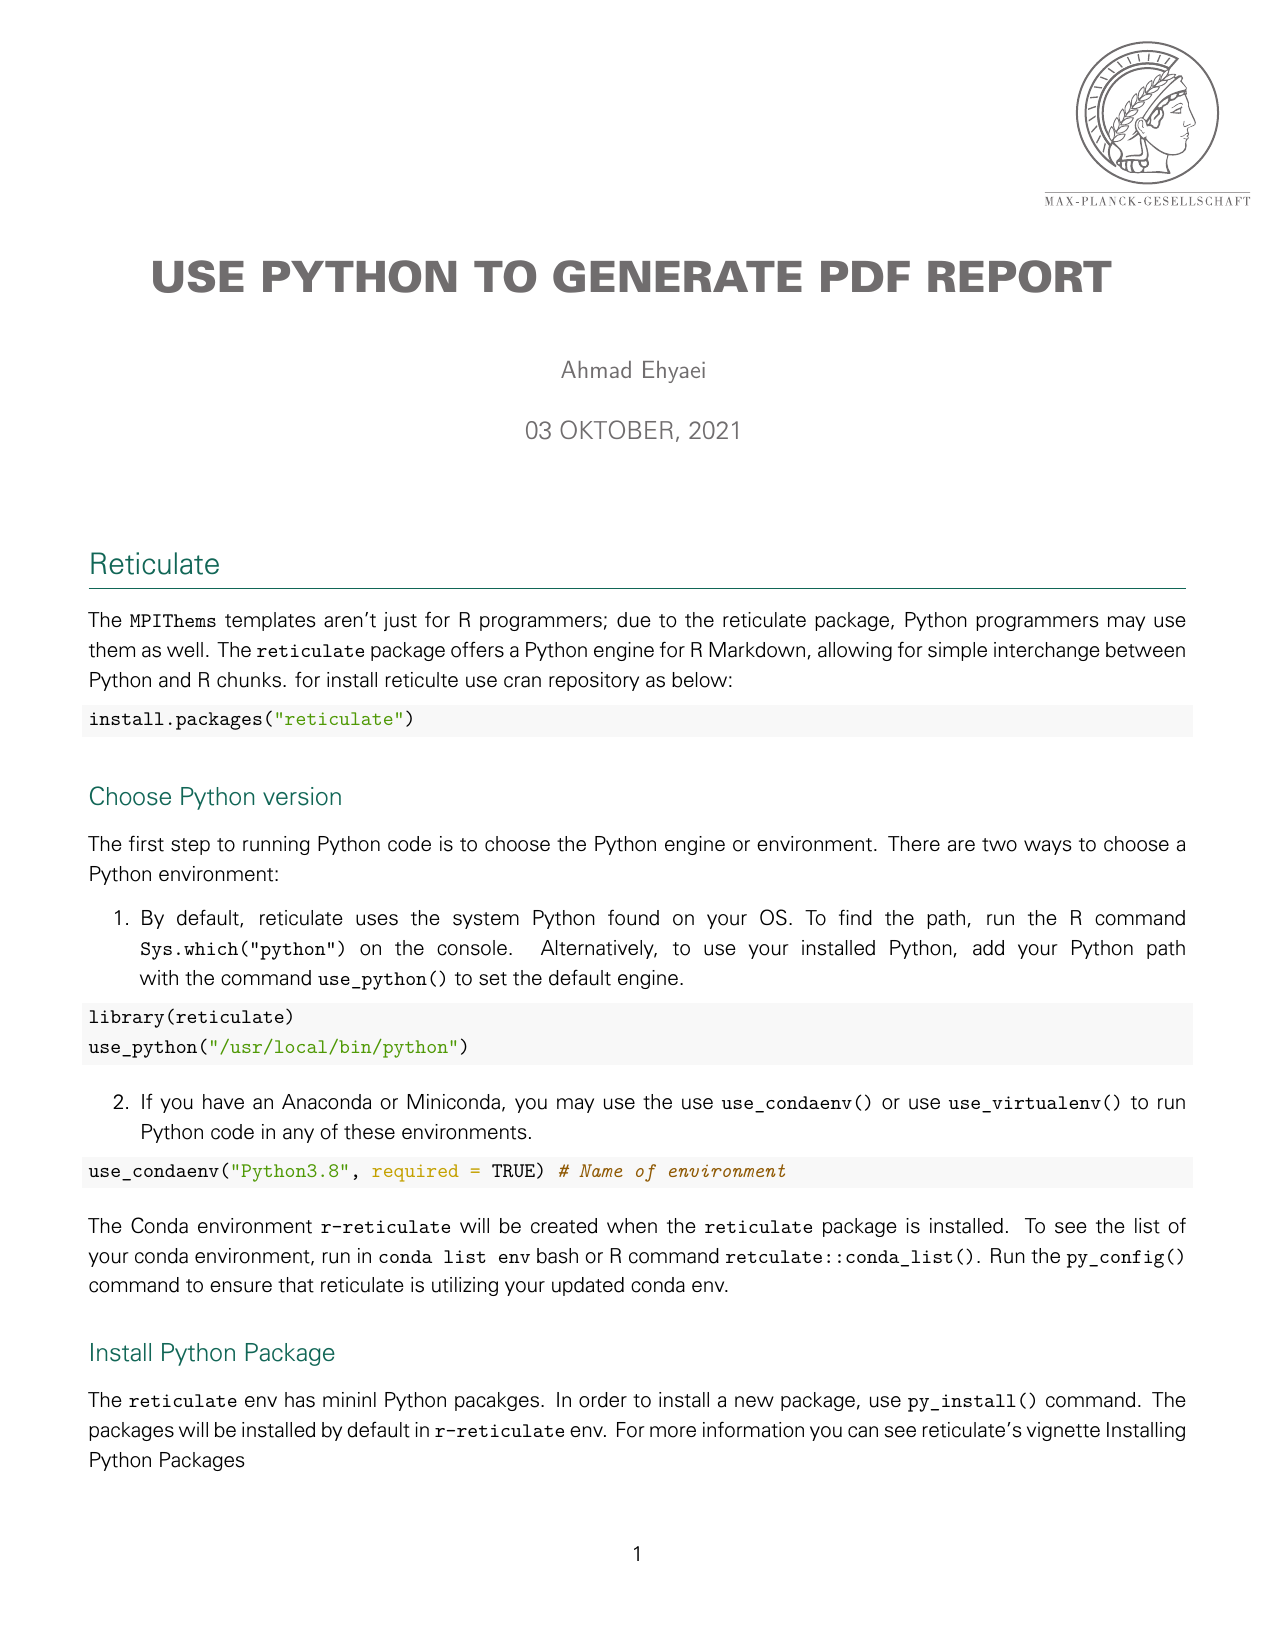 MAX-PLANCK-GESELLSCHAFT
USE PYTHON TO GENERATE PDF REPORT
Ahmad Ehyaei
03 OKTOBER, 2021
Reticulate
The MPIThems templates aren't just for R programmers; due to the reticulate package, Python programmers may use
them as well. The reticulate package offers a Python engine for R Markdown, allowing for simple interchange between
Python and R chunks. for install reticulte use cran repository as below:
install.packages("reticulate")
Choose Python version
The first step to running Python code is to choose the Python engine or environment. There are two ways to choose a
Python environment:
1. By default, reticulate uses the system Python found on your OS. To find the path, run the R command
Sys.which("python") on the console. Alternatively, to use your installed Python, add your Python path
with the command use_python() to set the default engine.
library(reticulate)
use_python("/usr/local/bin/python")
2. If you have an Anaconda or Miniconda, you may use the use use_condaenv() or use use_virtualenv() to run
Python code in any of these environments.
use_condaenv("Python3.8", required = TRUE) # Name of environment
The Conda environment r-reticulate will be created when the reticulate package is installed. To see the list of
your conda environment, run in conda list env bash or R command retculate::conda_list(). Run the py_config()
command to ensure that reticulate is utilizing your updated conda env.
Install Python Package
The reticulate env has mininl Python pacakges. In order to install a new package, use py_install() command. The
packages will be installed by default in r-reticulate env. For more information you can see reticulate's vignette Installing
Python Packages
1